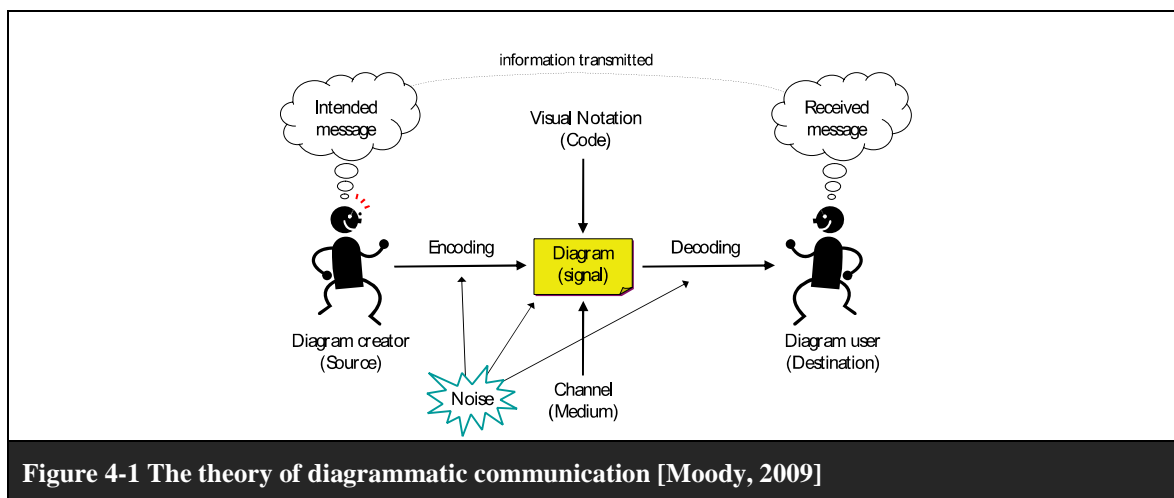 information transmitted
Intended
message
Received
message
Visual Notation
(Code)
Encoding
Diagram
(signal)
Decoding
Diagram creator
(Source)
Diagram user
(Destination)
Noise
Channel
(Medium)
Figure 4-1 The theory of diagrammatic communication [Moody, 2009]